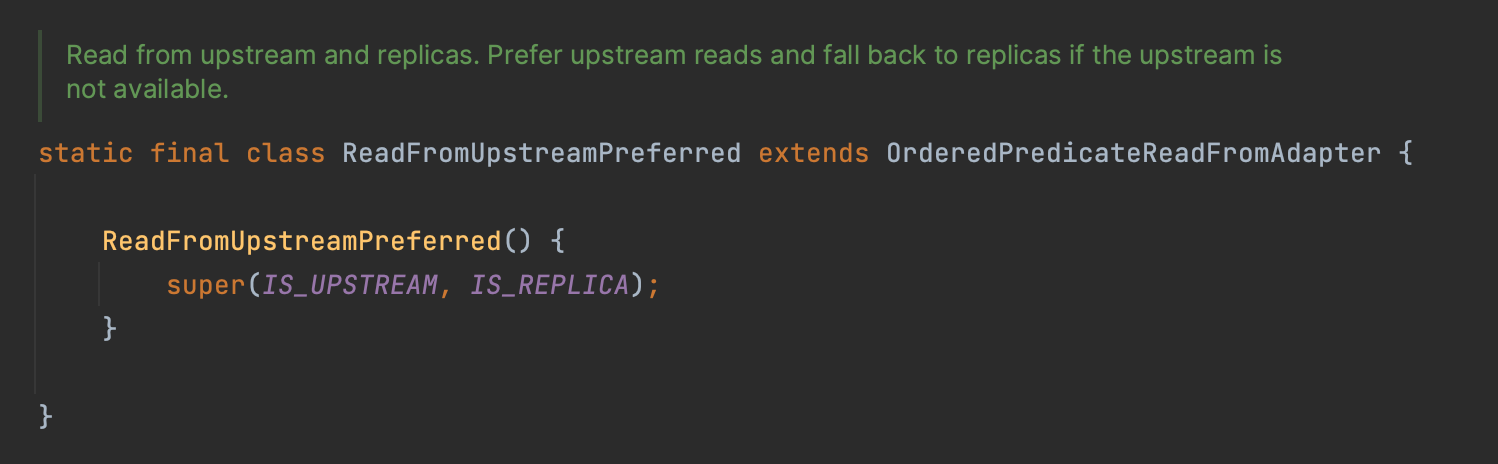 Read from upstream and replicas. Prefer upstream reads and fall back to replicas if the upstream is
not available.
static final class ReadFromUpstreamPreferred extends OrderedPredicateReadFromAdapter {
ReadFromUpstreamPreferred() {
super(IS_UPSTREAM, IS_REPLICA);
}
}